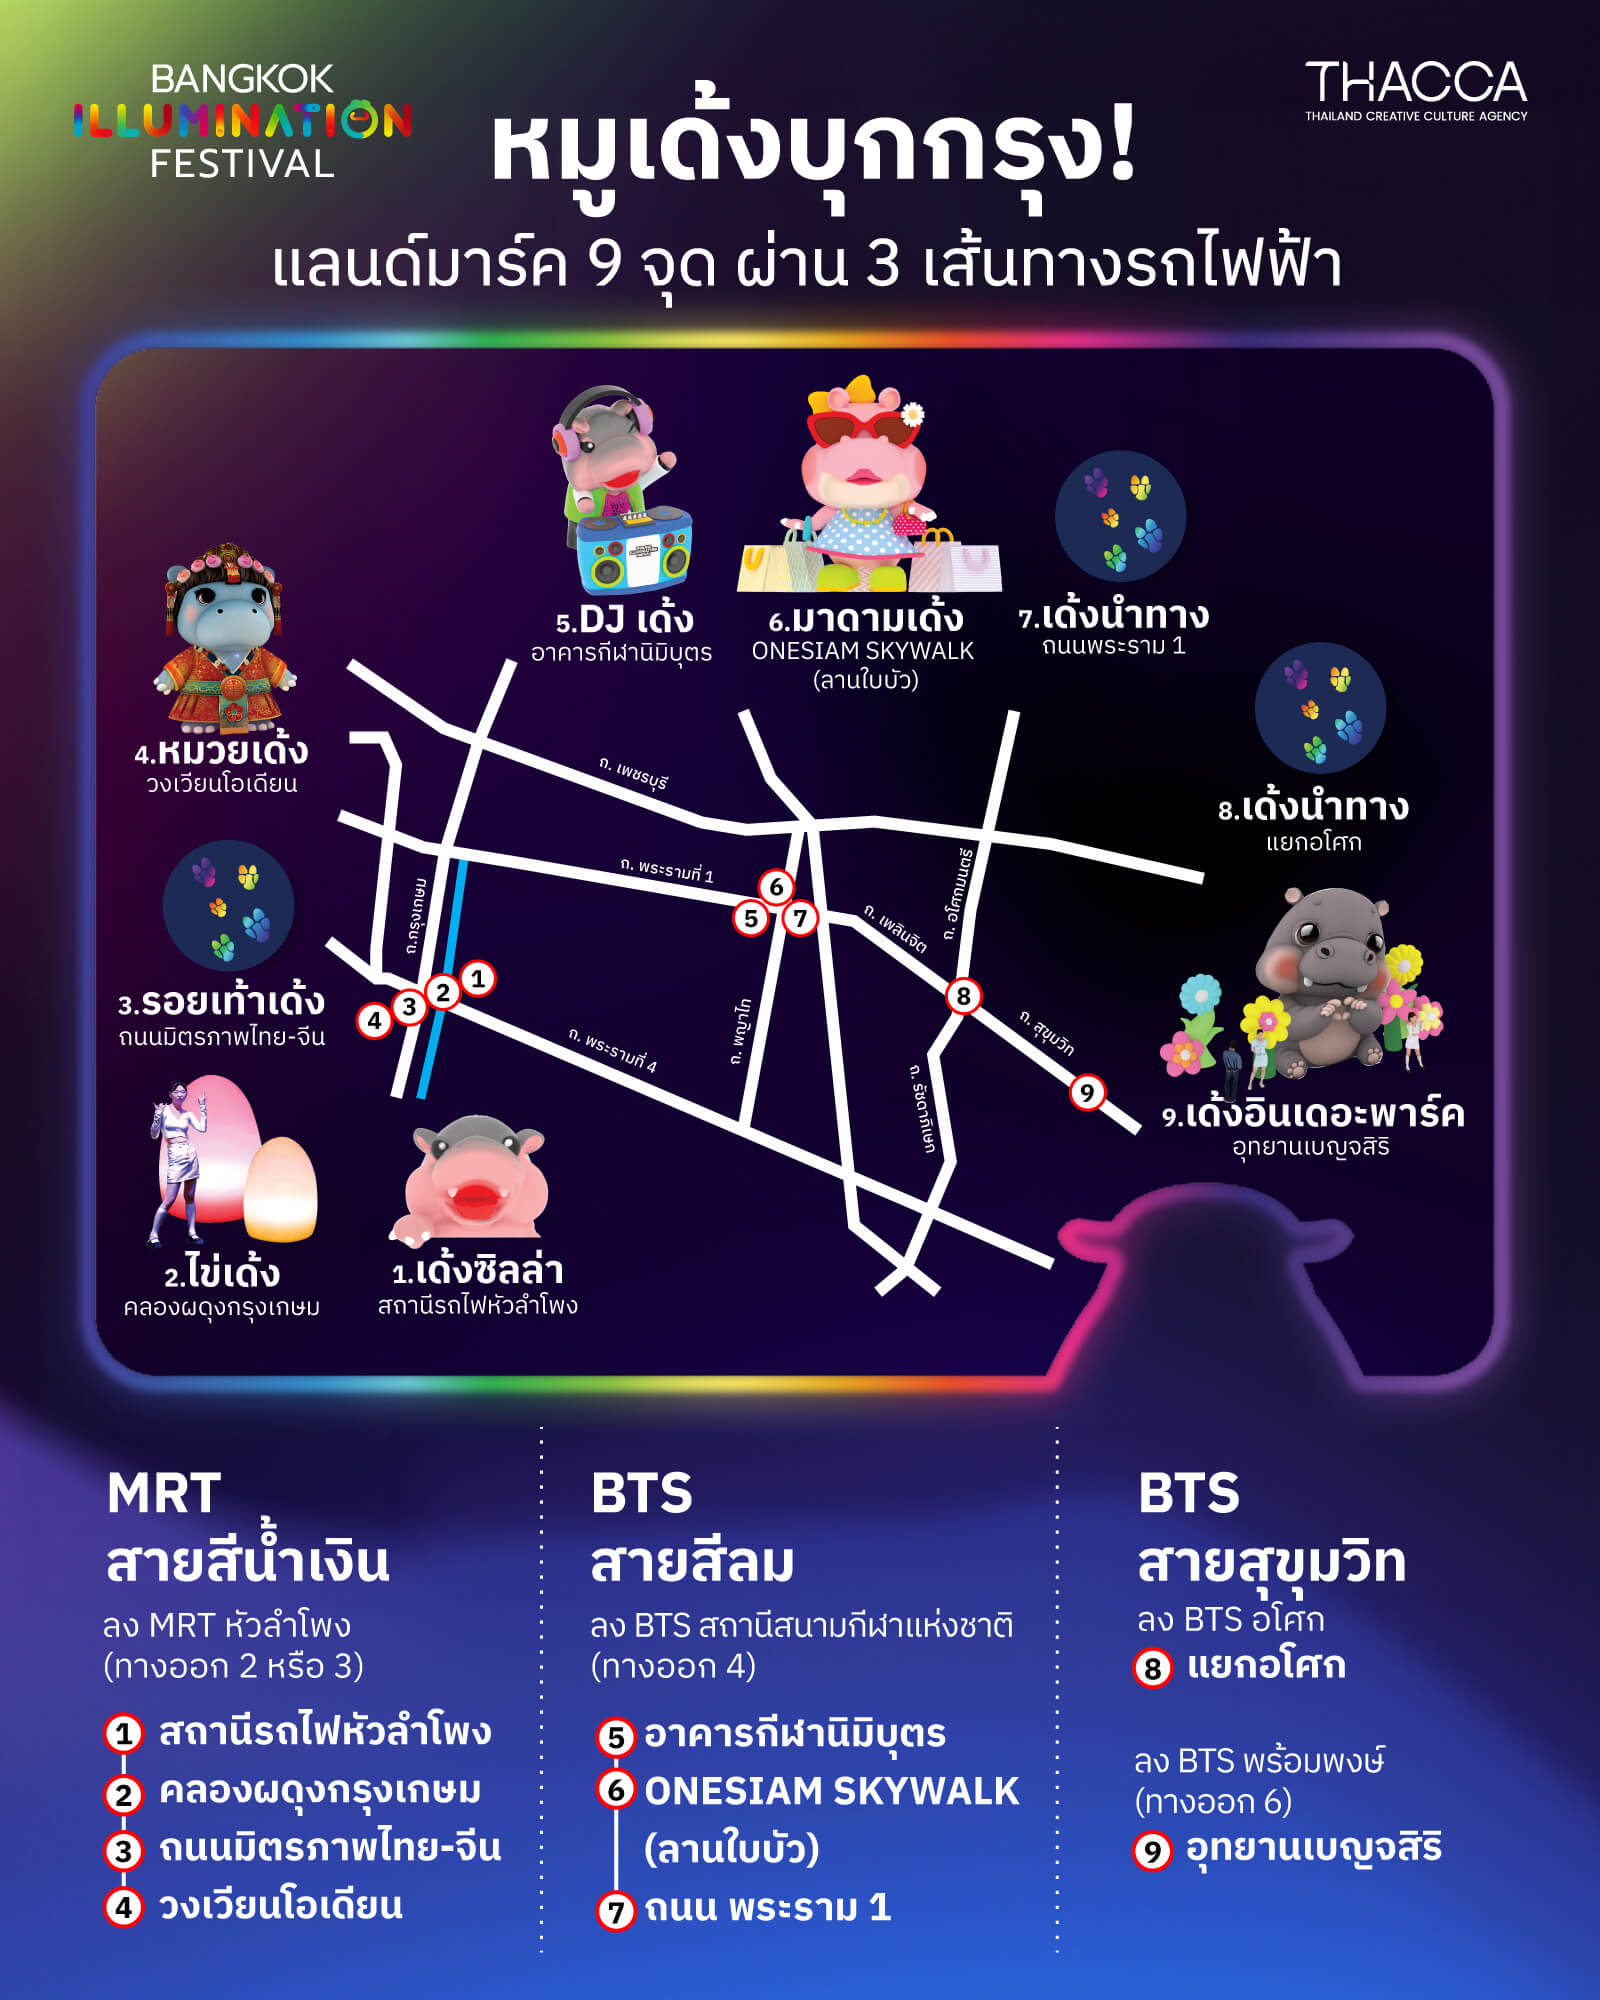 BANGKOK
ILLUMINATION
FESTIVAL
THACCA
THAILAND CREATIVE CULTURE AGENCY
หมูเด้งบุกกรุง!
แลนด์มาร์ค 9 จุด ผ่าน 3 เส้นทางรถไฟฟ้า
5.DJ เด้ง
อาคารกีฬานิมิบุตร
6.มาดามเด้ง
ONESIAM SKYWALK
(ลานใบบัว)
7.เด้งนำทาง
ถนนพระราม 1
4.หมวยเด้ง
วงเวียนโอเดียน
8.เด้งนำทาง
แยกอโศก
3.รอยเท้าเด้ง
ถนนมิตรภาพไทย-จีน
9.เด้งอินเดอะพาร์ค
อุทยานเบญจสิริ
2.ไข่เด้ง
คลองผดุงกรุงเกษม
1.เด้งซิลล่า
สถานีรถไฟหัวลำโพง
ถ. เพชรบุรี
ถ. พระรามที่ 1
ถ.กรุงเกษม
ถ. เพลินจิต
ถ. อโศกมนตรี
ถ. พญาไท
ถ. พระรามที่ 4
ถ. สุขุมวิท
ถ. รัชดาภิเษก
6
5
7
1
2
3
4
8
9
MRT
สายสีน้ำเงิน
ลง MRT หัวลำโพง
(ทางออก 2 หรือ 3)
1 สถานีรถไฟหัวลำโพง
2 คลองผดุงกรุงเกษม
3 ถนนมิตรภาพไทย-จีน
4 วงเวียนโอเดียน
BTS
สายสีลม
ลง BTS สถานีสนามกีฬาแห่งชาติ
(ทางออก 4)
5 อาคารกีฬานิมิบุตร
6 ONESIAM SKYWALK
(ลานใบบัว)
7 ถนน พระราม 1
BTS
สายสุขุมวิท
ลง BTS อโศก
8 แยกอโศก
ลง BTS พร้อมพงษ์
(ทางออก 6)
9 อุทยานเบญจสิริ